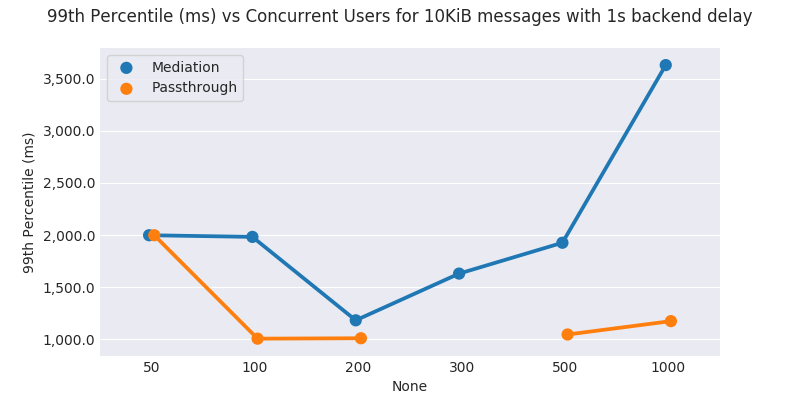 99th Percentile (ms) vs Concurrent Users for 10KiB messages with 1s backend delay
Mediation
Passthrough
99th Percentile (ms)
3,500.0
3,000.0
2,500.0
2,000.0
1,500.0
1,000.0
50 100 200 300 500 1000
None